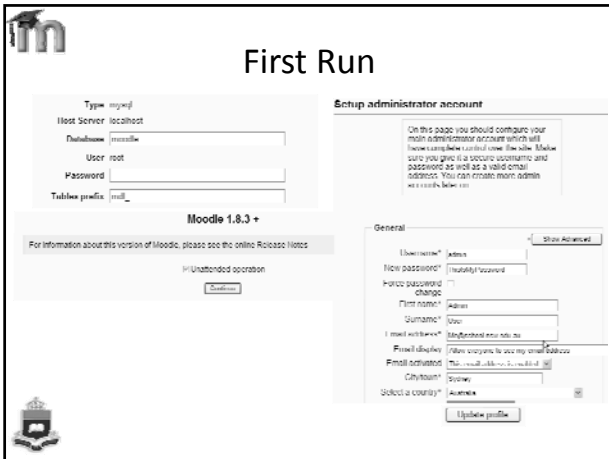 First Run
Type mysql
Host Server localhost
Database moodle
User root
Password
Tables prefix mdl_
Moodle 1.8.3 +
For information about this version of Moodle, please see the online Release Notes
Unattended operation
Continue
Setup administrator account
On this page you should configure your
main administrator account which will
have complete control over the site. Make
sure you give it a secure username and
password as well as a valid email
address. You can create more admin
accounts later on.
General
Show Advanced
Username* admin
New password* ThisIsMyPassword
Force password
change
First name* Admin
Surname* User
Email address*
Email display Allow everyone to see my email address
Email activated This email address is enabled
City/town* Sydney
Select a country* Australia
Update profile